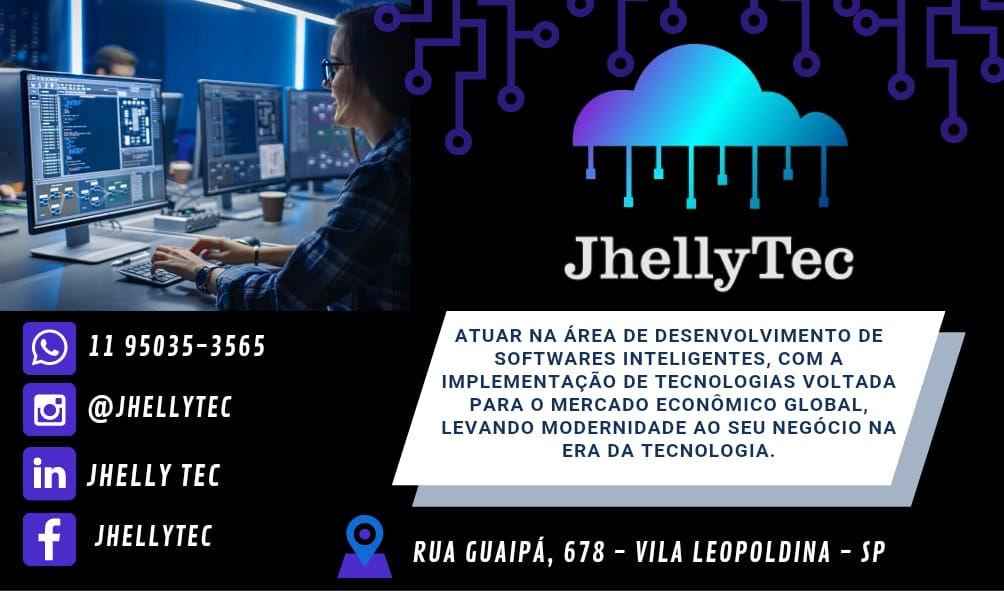 JhellyTec
11 95035-3565
@JHELLYTEC
JHELLY TEC
JHELLYTEC
ATUAR NA ÁREA DE DESENVOLVIMENTO DE
SOFTWARES INTELIGENTES, COM A
IMPLEMENTAÇÃO DE TECNOLOGIAS VOLTADA
PARA O MERCADO ECONÔMICO GLOBAL,
LEVANDO MODERNIDADE AO SEU NEGÓCIO NA
ERA DA TECNOLOGIA.
RUA GUAIPÁ, 678 - VILA LEOPOLDINA - SP